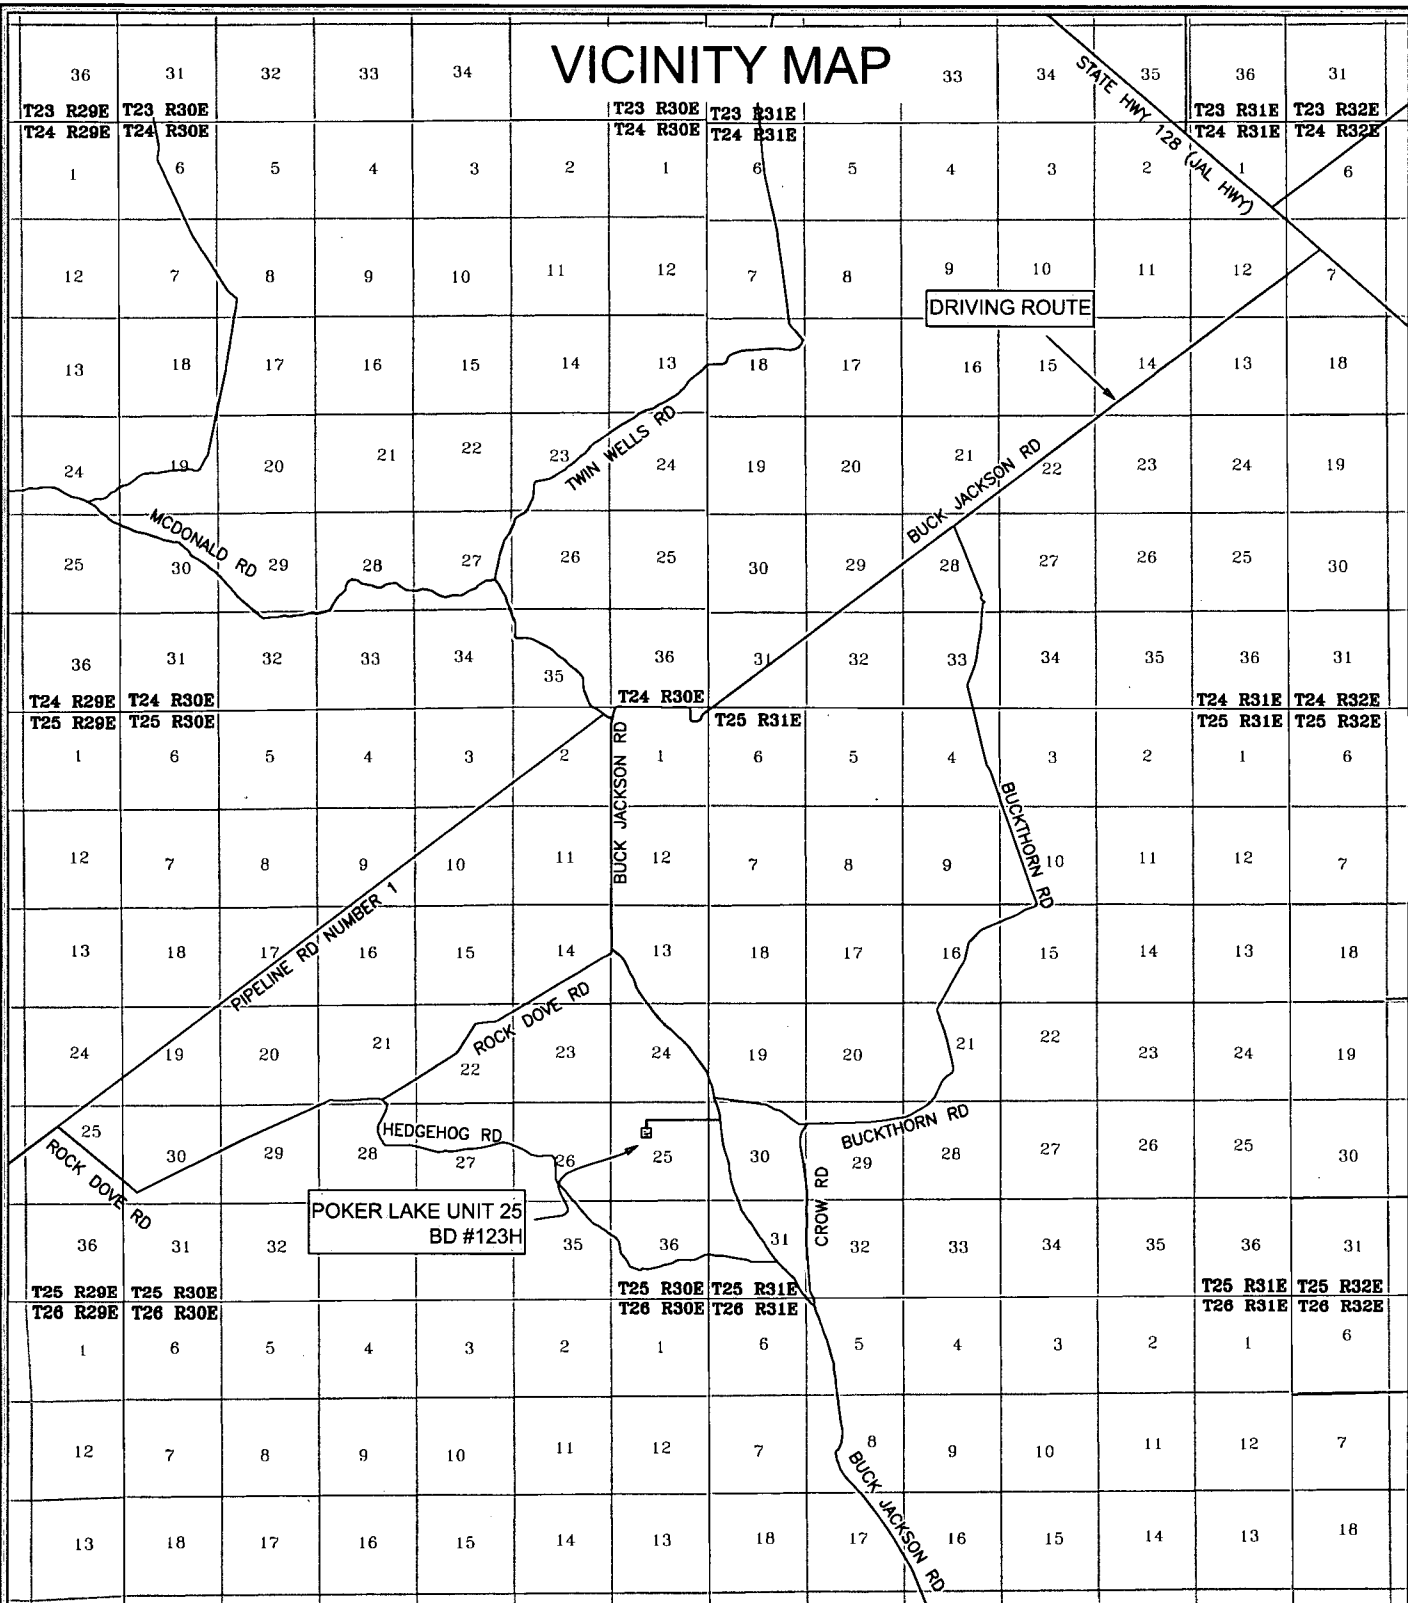 VICINITY MAP
36 31 32 33 34 33 34 35 36 31
STATE HWY 128 (JAL HWY)
T23 R29E T23 R30E T23 R30E T23 R31E T23 R31E T23 R32E
T24 R29E T24 R30E T24 R30E T24 R31E T24 R31E T24 R32E
1 6 5 4 3 2 1 6 5 4 3 2 1 6
12 7 8 9 10 11 12 7 8 9 10 11 12 7
DRIVING ROUTE
13 18 17 16 15 14 13 18 17 16 15 14 13 18
TWIN WELLS RD
24 19 20 21 22 23 24 19 20 21 22 23 24 19
BUCK JACKSON RD
MCDONALD RD
25 30 29 28 27 26 25 30 29 28 27 26 25 30
36 31 32 33 34 35 36 31 32 33 34 35 36 31
T24 R29E T24 R30E T24 R30E T24 R31E T24 R32E
T25 R29E T25 R30E T25 R31E T25 R31E T25 R32E
BUCK JACKSON RD
1 6 5 4 3 2 1 6 5 4 3 2 1 6
BUCKTHORN RD
12 7 8 9 10 11 12 7 8 9 10 11 12 7
PIPELINE RD NUMBER 1
13 18 17 16 15 14 13 18 17 16 15 14 13 18
ROCK DOVE RD
24 19 20 21 22 23 24 19 20 21 22 23 24 19
HEDGEHOG RD
BUCKTHORN RD
25 30 29 28 27 26 25 30 29 28 27 26 25 30
ROCK DOVE RD
CROW RD
POKER LAKE UNIT 25
BD #123H
36 31 32 35 36 31 32 33 34 35 36 31
T25 R29E T25 R30E T25 R30E T25 R31E T25 R31E T25 R32E
T26 R29E T26 R30E T26 R30E T26 R31E T26 R31E T26 R32E
1 6 5 4 3 2 1 6 5 4 3 2 1 6
12 7 8 9 10 11 12 7 8 9 10 11 12 7
BUCK JACKSON RD
13 18 17 16 15 14 13 18 17 16 15 14 13 18